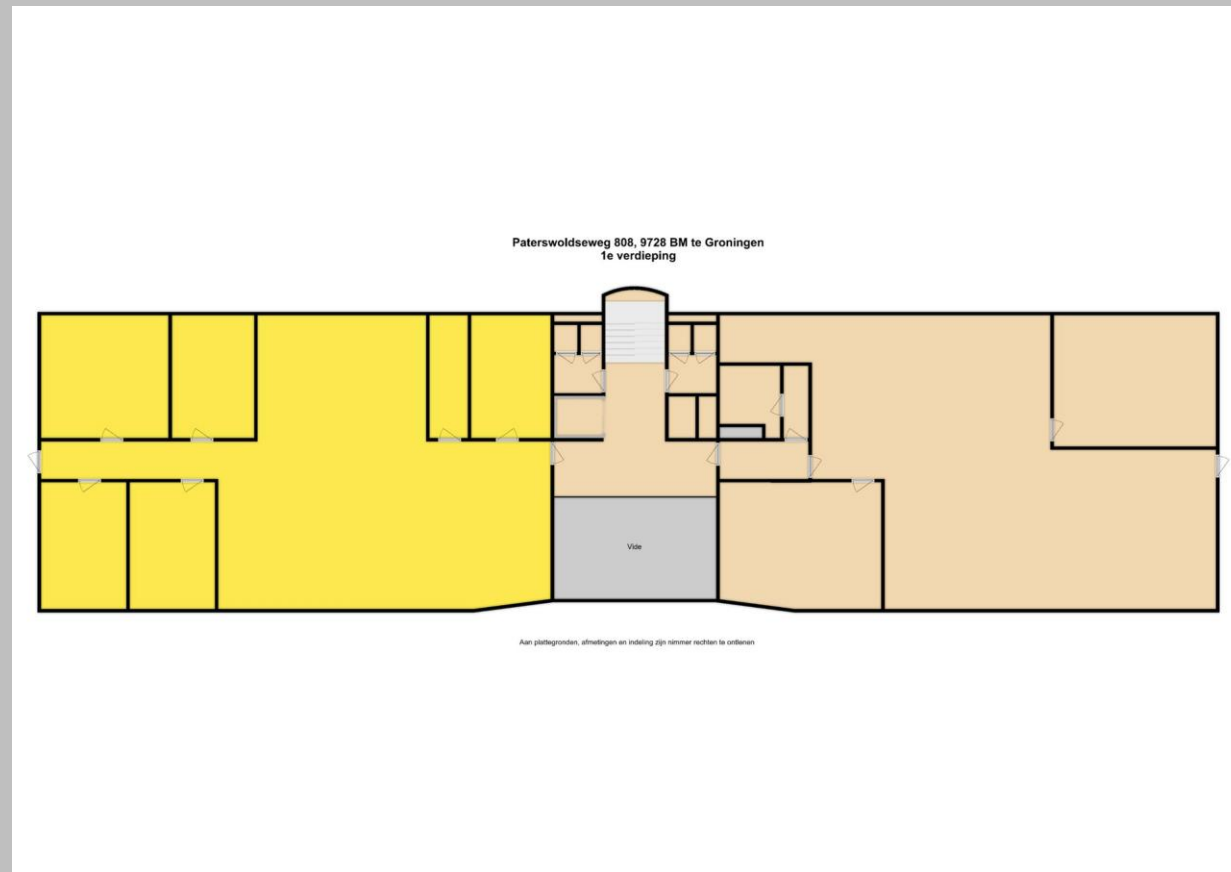 Paterswoldseweg 808, 9728 BM te Groningen
1e verdieping
Vide
Aan plattegronden, afmetingen en indeling zijn nimmer rechten te ontlenen